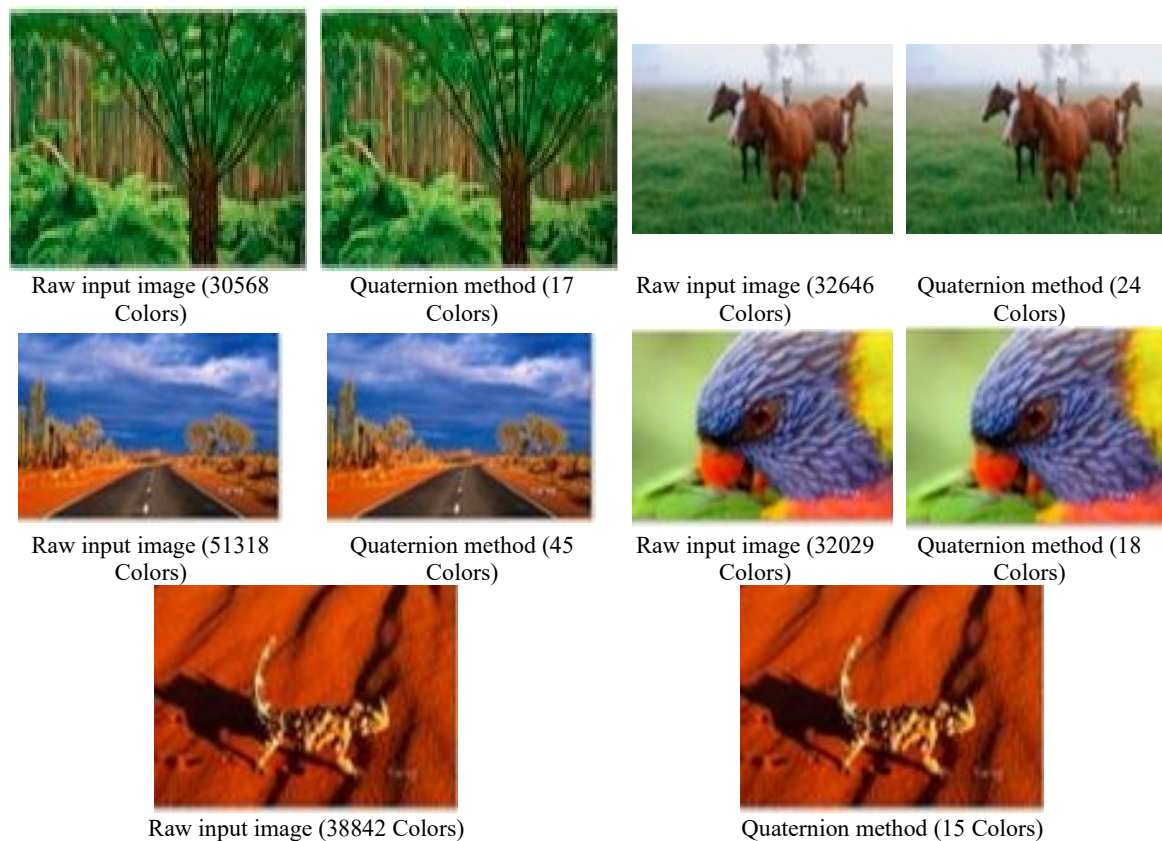 Raw input image (30568
Colors)
Quaternion method (17
Colors)
Raw input image (32646
Colors)
Quaternion method (24
Colors)
Raw input image (51318
Colors)
Quaternion method (45
Colors)
Raw input image (32029
Colors)
Quaternion method (18
Colors)
Raw input image (38842 Colors)
Quaternion method (15 Colors)